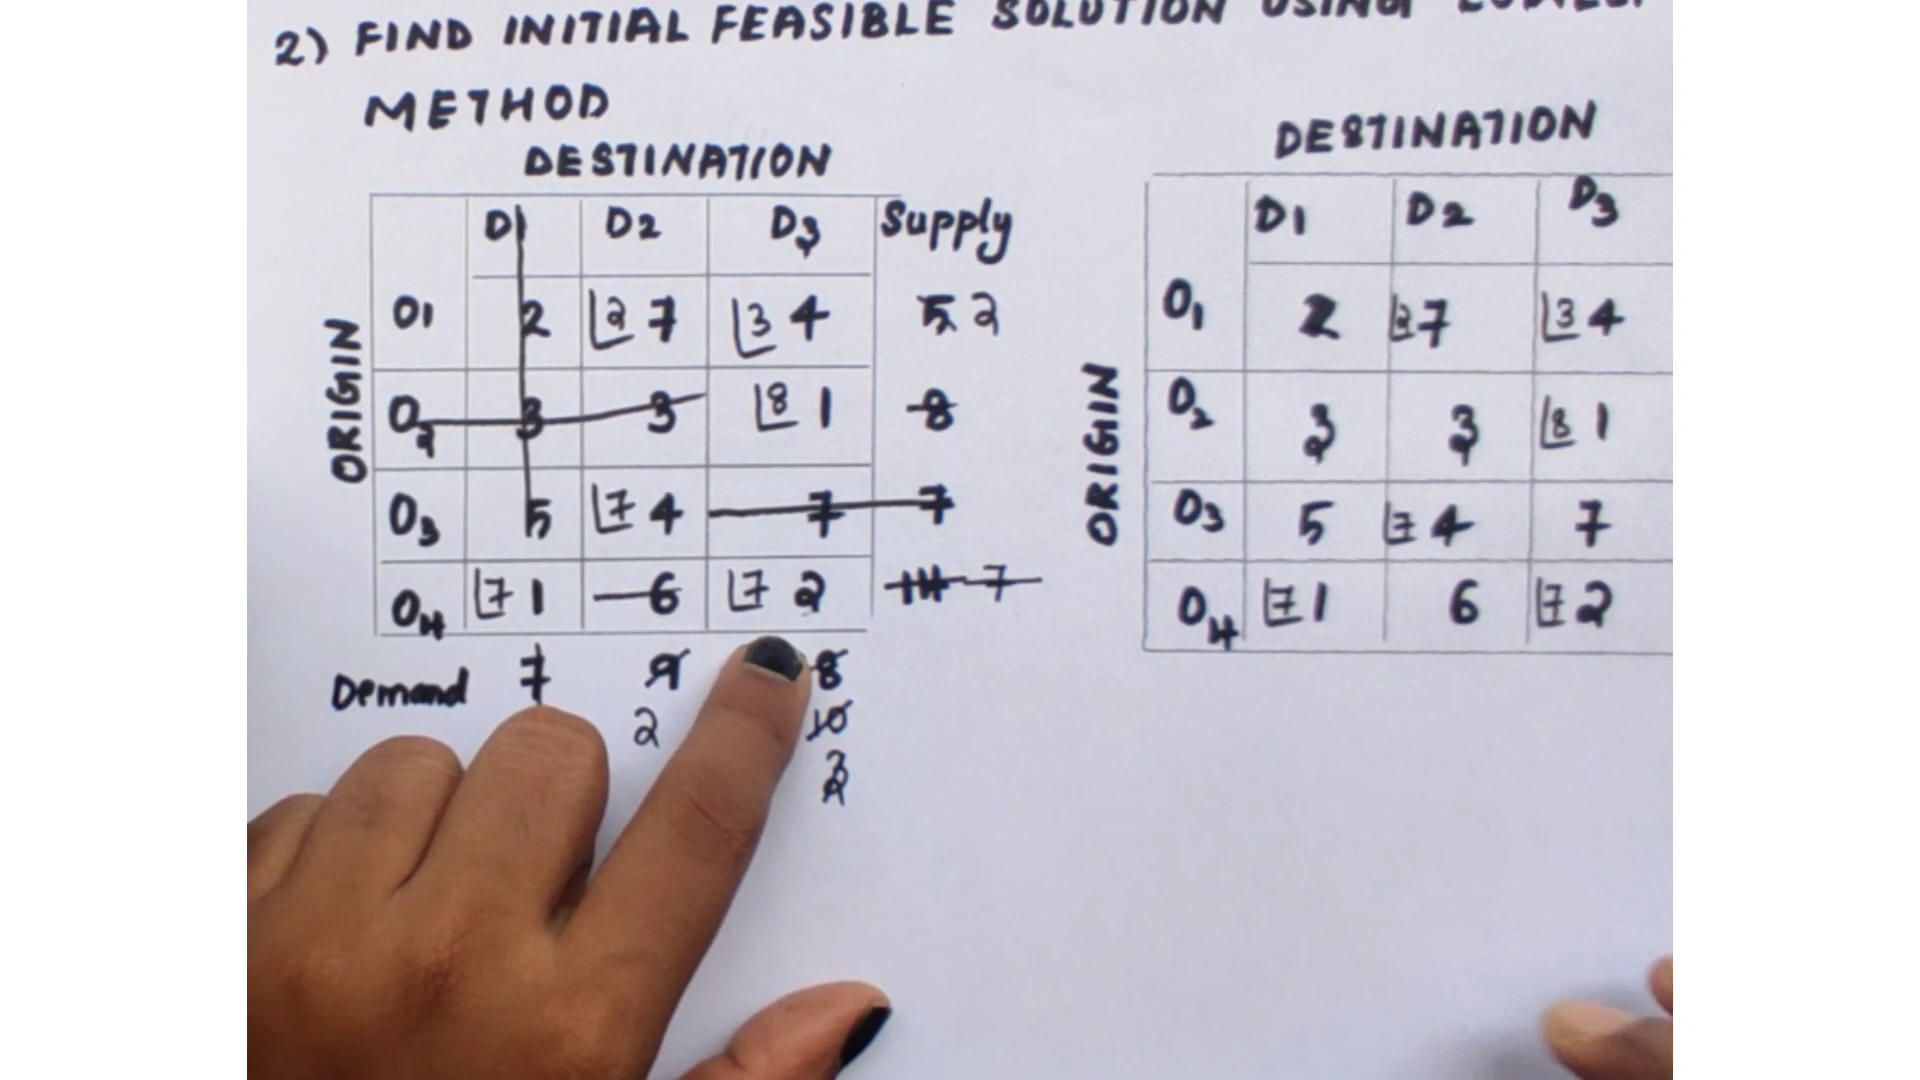 2) FIND INITIAL FEASIBLE SOLUTION USING
METHOD
DESTINATION
D1 D2 D3 Supply
ORIGIN
O1 2 2 7 3 4 5 2
O2 3 3 8 1 8
O3 5 7 4 7 7
O4 7 1 6 7 2 14 7
Demand 7 9 8
2 10
3
DESTINATION
D1 D2 D3
ORIGIN
O1 2 2 7 3 4
O2 3 3 8 1
O3 5 7 4 7
O4 7 1 6 7 2